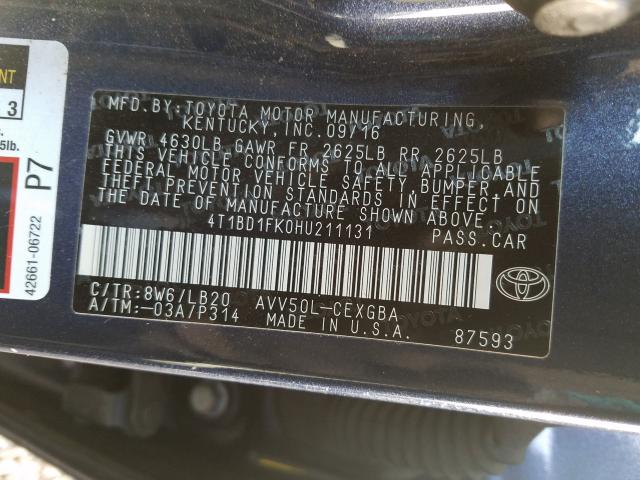 MFD. BY: TOYOTA MOTOR MANUFACTURING,
KENTUCKY, INC. 09/16
GVWR 4630LB GAWR FR 2625LB RR 2625LB
THIS VEHICLE CONFORMS TO ALL APPLICABLE
FEDERAL MOTOR VEHICLE SAFETY, BUMPER AND
THEFT PREVENTION STANDARDS IN EFFECT ON
THE DATE OF MANUFACTURE SHOWN ABOVE.
4T1BD1FK0HU211131 PASS.CAR
C/TR: 8W6/LB20 AVV50L-CEXGBA
A/TM:-03A/P314 MADE IN U.S.A. 87593
TOYOTA
3
5lb.
P7
42661-06722